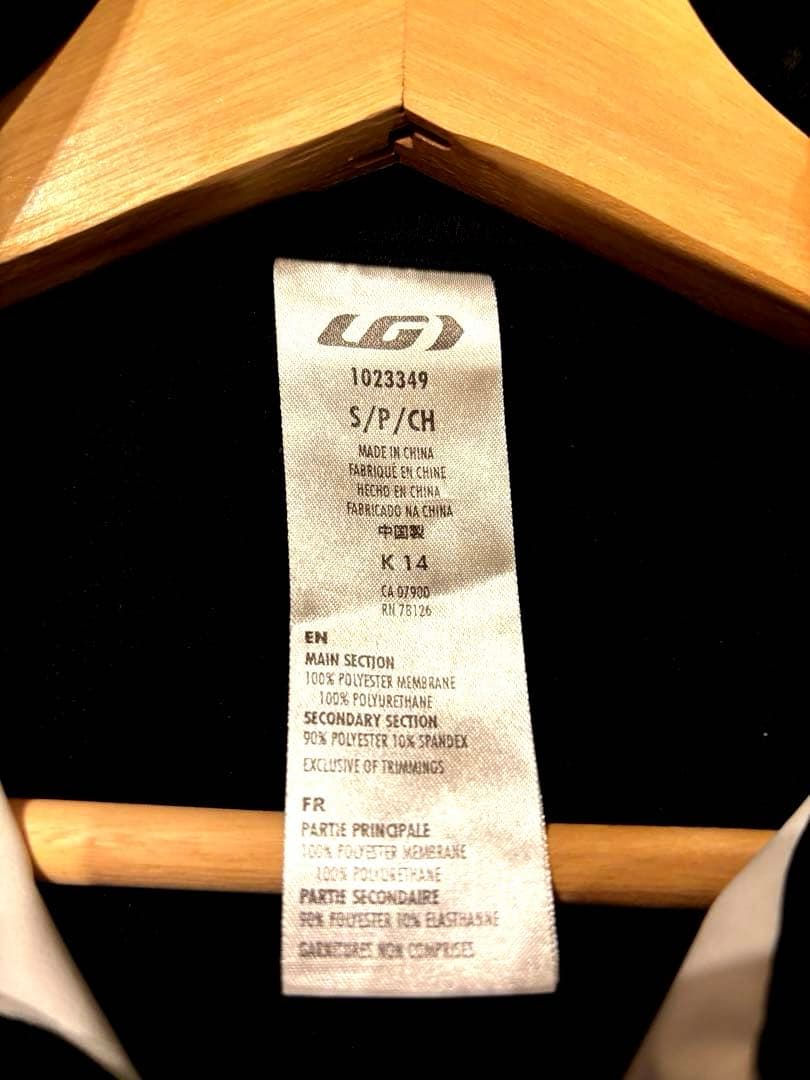 LG
1023349
S/P/CH
MADE IN CHINA
FABRIQUÉ EN CHINE
HECHO EN CHINA
FABRICADO NA CHINA
中国製
K 14
CA 07900
RN 78126
EN
MAIN SECTION
100% POLYESTER MEMBRANE
100% POLYURETHANE
SECONDARY SECTION
90% POLYESTER 10% SPANDEX
EXCLUSIVE OF TRIMMINGS
FR
PARTIE PRINCIPALE
100% POLYESTER MEMBRANE
100% POLYURETHANE
PARTIE SECONDAIRE
90% POLYESTER 10% ELASTHANNE
GARNITURES NON COMPRISES